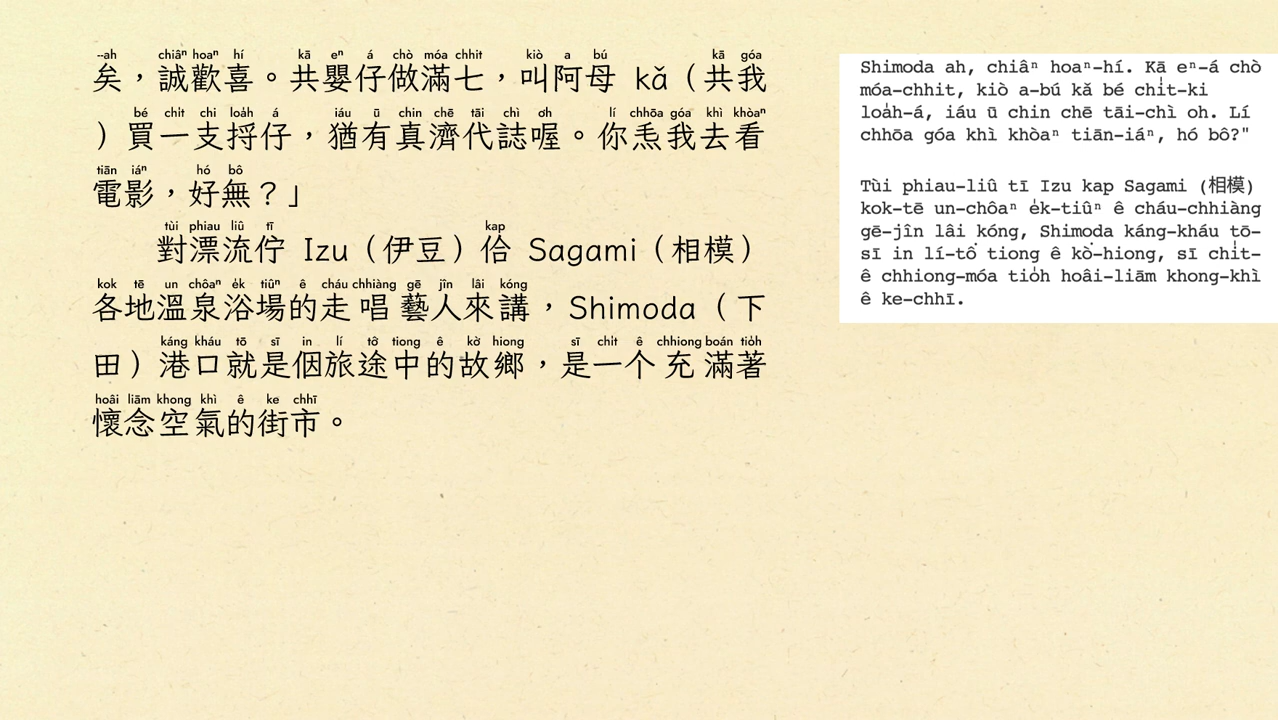 --ah chiâⁿ hoaⁿ hí kā eⁿ á chò móa chhit kiò a bú kā góa
矣，誠歡喜。共嬰仔做滿七，叫阿母 kǎ（共我
bé chi̍t chi loa̍h á iáu ū chin chē tāi chì oh lí chhōa góa khì khòaⁿ
）買一支捋仔，猶有真濟代誌喔。你𤆬我去看
tiān iáⁿ hó bô
電影，好無？」
tùi phiau liû tī kap
對漂流佇 Izu（伊豆）佮 Sagami（相模）
kok tē un chôaⁿ e̍k tiûⁿ ê cháu chhiàng gē jîn lâi kóng
各地溫泉浴場的走唱藝人來講，Shimoda（下
káng kháu tō sī in lí tô͘ tiong ê kò͘ hiong sī chi̍t ê chhiong boán tio̍h
田）港口就是𪜶旅途中的故鄉，是一个充滿著
hoâi liām khong khì ê ke chhī
懷念空氣的街市。
Shimoda ah, chiâⁿ hoaⁿ-hí. Kā eⁿ-á chò
móa-chhit, kiò a-bú kǎ bé chi̍t-ki
loa̍h-á, iáu ū chin chē tāi-chì oh. Lí
chhōa góa khì khòaⁿ tiān-iáⁿ, hó bô?"
Tùi phiau-liû tī Izu kap Sagami (相模)
kok-tē un-chôaⁿ e̍k-tiûⁿ ê cháu-chhiàng
gē-jîn lâi kóng, Shimoda káng-kháu tō-
sī in lí-tô͘ tiong ê kò͘-hiong, sī chi̍t-
ê chhiong-móa tio̍h hoâi-liām khong-khì
ê ke-chhī.